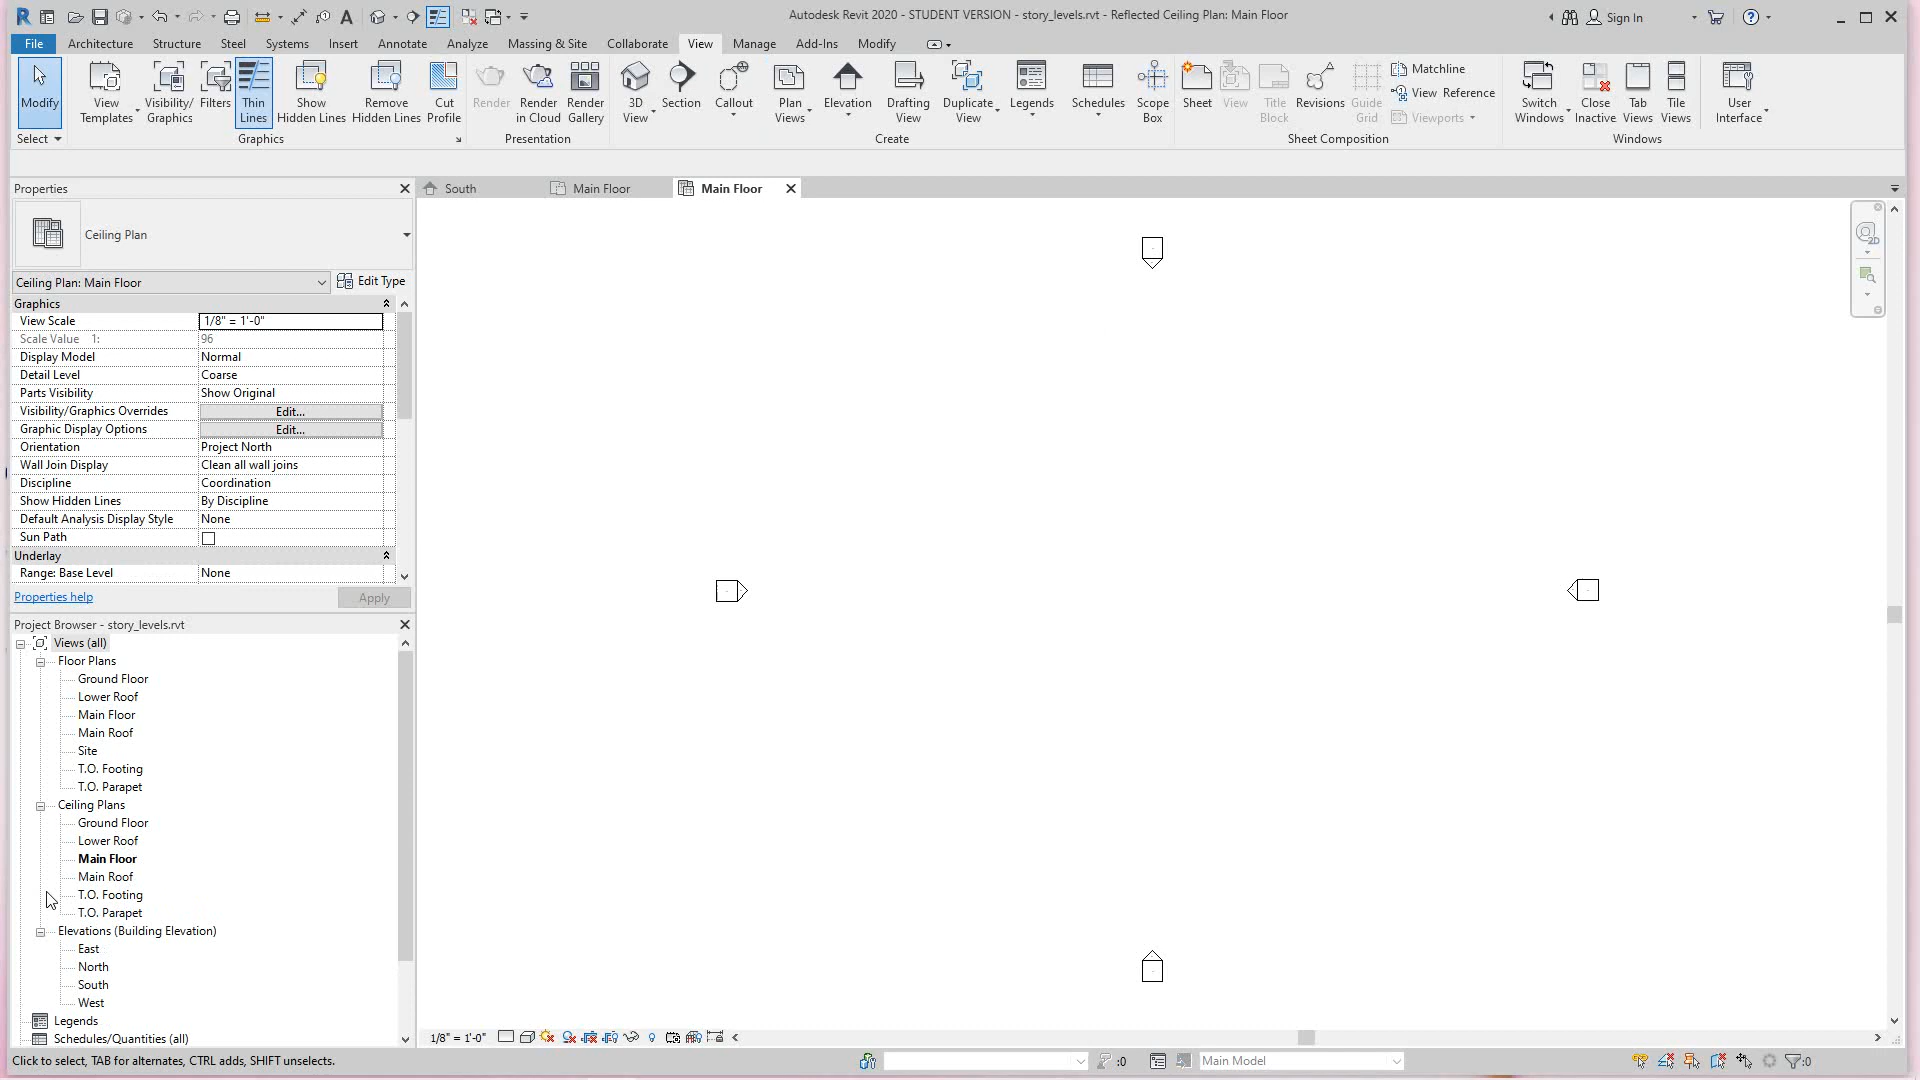 Autodesk Revit 2020 - STUDENT VERSION - story_levels.rvt - Reflected Ceiling Plan: Main Floor
Sign In
File Architecture Structure Steel Systems Insert Annotate Analyze Massing & Site Collaborate View Manage Add-Ins Modify
Modify
View Templates
Visibility/ Graphics
Filters
Thin Lines
Show Hidden Lines
Remove Hidden Lines
Cut Profile
Render
Render in Cloud
Render Gallery
3D View
Section
Callout
Plan Views
Elevation
Drafting View
Duplicate View
Legends
Schedules
Scope Box
Sheet
View
Title Block
Revisions
Guide Grid
Matchline
View Reference
Viewports
Switch Windows
Close Inactive
Tab Views
Tile Views
User Interface
Select Graphics Presentation Create Sheet Composition Windows
Properties
South Main Floor Main Floor
Ceiling Plan
Ceiling Plan: Main Floor Edit Type
Graphics
View Scale 1/8" = 1'-0"
Scale Value 1: 96
Display Model Normal
Detail Level Coarse
Parts Visibility Show Original
Visibility/Graphics Overrides Edit...
Graphic Display Options Edit...
Orientation Project North
Wall Join Display Clean all wall joins
Discipline Coordination
Show Hidden Lines By Discipline
Default Analysis Display Style None
Sun Path
Underlay
Range: Base Level None
Properties help Apply
Project Browser - story_levels.rvt
Views (all)
Floor Plans
Ground Floor
Lower Roof
Main Floor
Main Roof
Site
T.O. Footing
T.O. Parapet
Ceiling Plans
Ground Floor
Lower Roof
Main Floor
Main Roof
T.O. Footing
T.O. Parapet
Elevations (Building Elevation)
East
North
South
West
Legends
Schedules/Quantities (all)
2D
1/8" = 1'-0"
Click to select, TAB for alternates, CTRL adds, SHIFT unselects.
:0
Main Model
:0